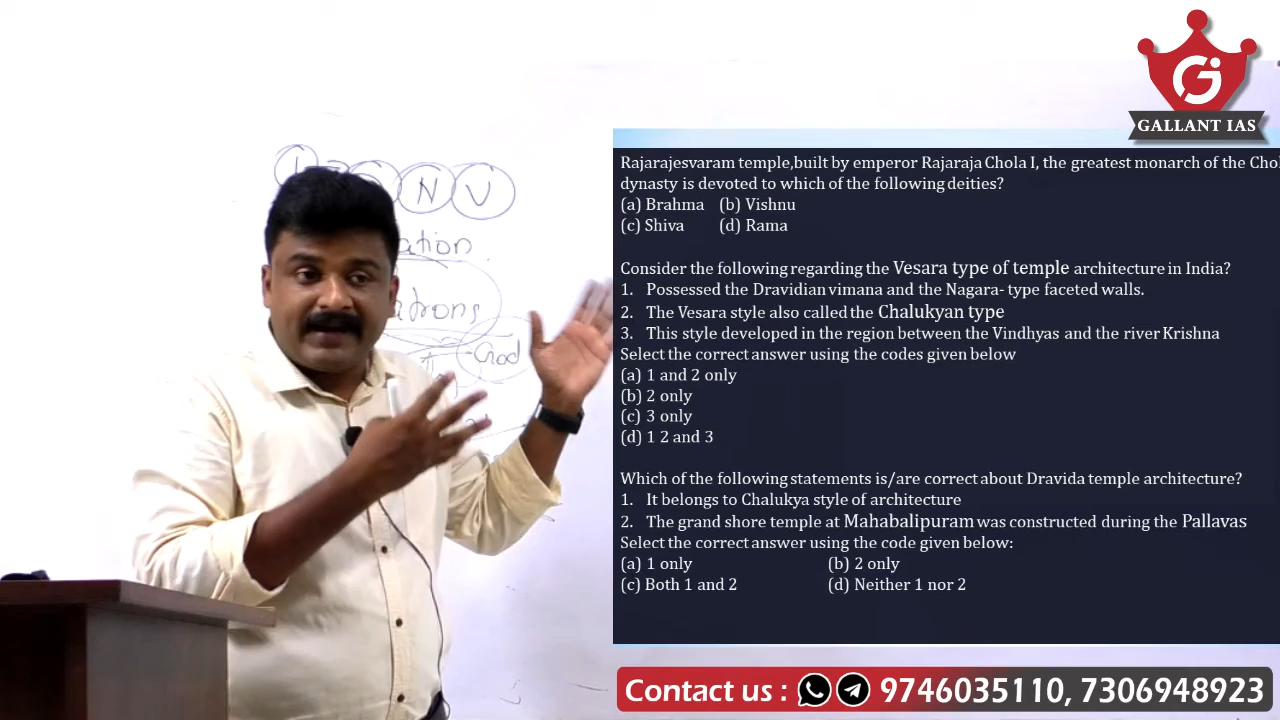 GALLANT IAS
N V
ation
atrons
God
Rajarajesvaram temple,built by emperor Rajaraja Chola I, the greatest monarch of the Cho
dynasty is devoted to which of the following deities?
(a) Brahma (b) Vishnu
(c) Shiva (d) Rama
Consider the following regarding the Vesara type of temple architecture in India?
1. Possessed the Dravidian vimana and the Nagara- type faceted walls.
2. The Vesara style also called the Chalukyan type
3. This style developed in the region between the Vindhyas and the river Krishna
Select the correct answer using the codes given below
(a) 1 and 2 only
(b) 2 only
(c) 3 only
(d) 1 2 and 3
Which of the following statements is/are correct about Dravida temple architecture?
1. It belongs to Chalukya style of architecture
2. The grand shore temple at Mahabalipuram was constructed during the Pallavas
Select the correct answer using the code given below:
(a) 1 only (b) 2 only
(c) Both 1 and 2 (d) Neither 1 nor 2
Contact us : 9746035110, 7306948923